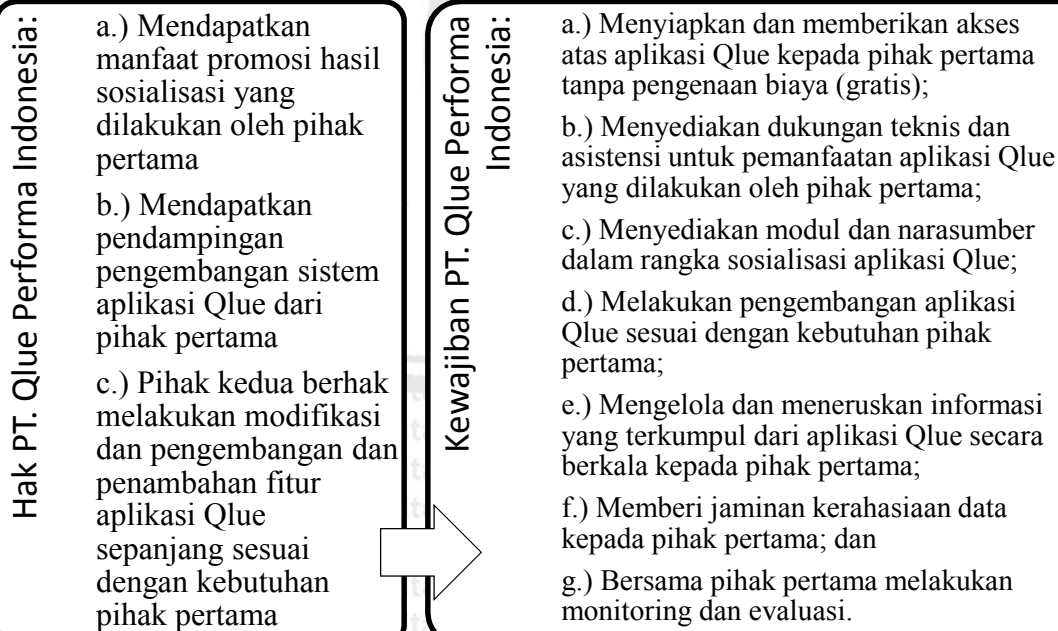 Hak PT. Qlue Performa Indonesia:
a.) Mendapatkan
manfaat promosi hasil
sosialisasi yang
dilakukan oleh pihak
pertama
b.) Mendapatkan
pendampingan
pengembangan sistem
aplikasi Qlue dari
pihak pertama
c.) Pihak kedua berhak
melakukan modifikasi
dan pengembangan dan
penambahan fitur
aplikasi Qlue
sepanjang sesuai
dengan kebutuhan
pihak pertama
Kewajiban PT. Qlue Performa
Indonesia:
a.) Menyiapkan dan memberikan akses
atas aplikasi Qlue kepada pihak pertama
tanpa pengenaan biaya (gratis);
b.) Menyediakan dukungan teknis dan
asistensi untuk pemanfaatan aplikasi Qlue
yang dilakukan oleh pihak pertama;
c.) Menyediakan modul dan narasumber
dalam rangka sosialisasi aplikasi Qlue;
d.) Melakukan pengembangan aplikasi
Qlue sesuai dengan kebutuhan pihak
pertama;
e.) Mengelola dan meneruskan informasi
yang terkumpul dari aplikasi Qlue secara
berkala kepada pihak pertama;
f.) Memberi jaminan kerahasiaan data
kepada pihak pertama; dan
g.) Bersama pihak pertama melakukan
monitoring dan evaluasi.